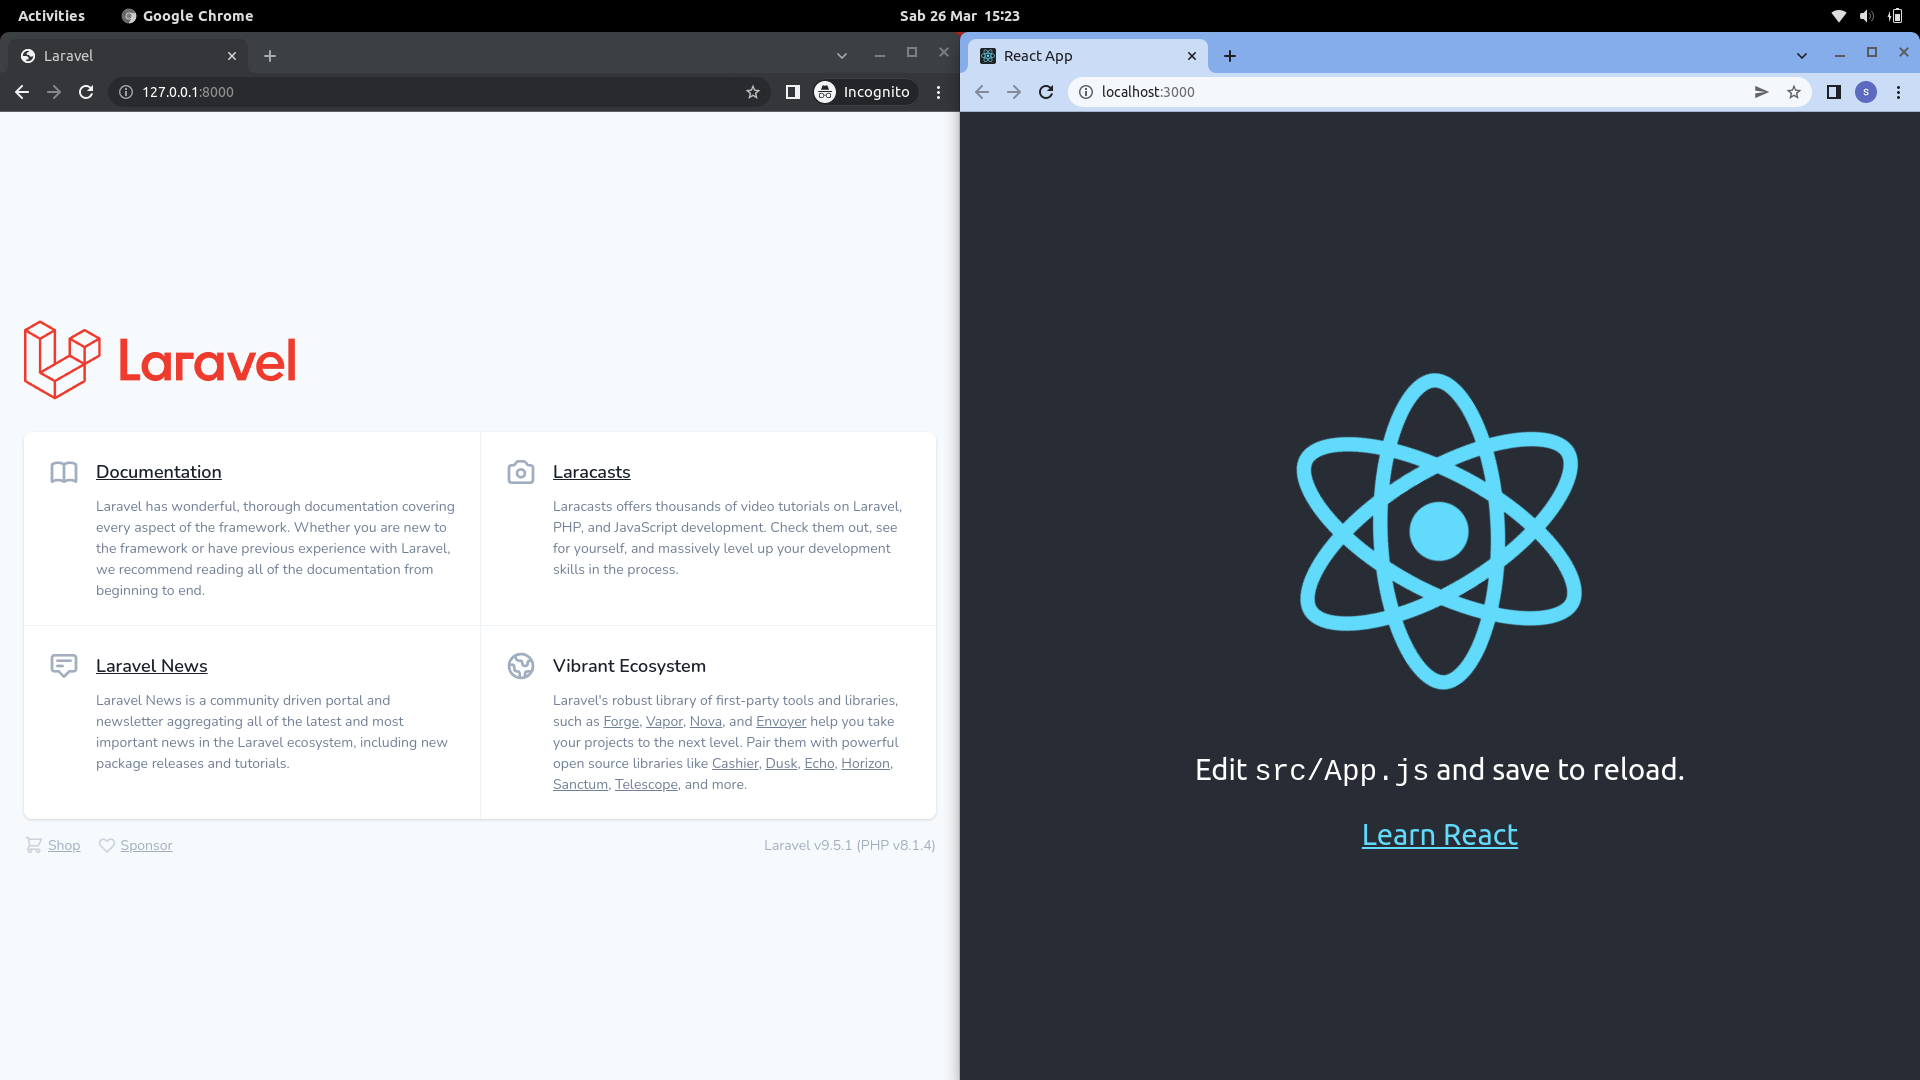 Activities
Google Chrome
Sab 26 Mar 15:23
Laravel
127.0.0.1:8000
Incognito
Laravel
Documentation
Laravel has wonderful, thorough documentation covering
every aspect of the framework. Whether you are new to
the framework or have previous experience with Laravel,
we recommend reading all of the documentation from
beginning to end.
Laracasts
Laracasts offers thousands of video tutorials on Laravel,
PHP, and JavaScript development. Check them out, see
for yourself, and massively level up your development
skills in the process.
Laravel News
Laravel News is a community driven portal and
newsletter aggregating all of the latest and most
important news in the Laravel ecosystem, including new
package releases and tutorials.
Vibrant Ecosystem
Laravel's robust library of first-party tools and libraries,
such as Forge, Vapor, Nova, and Envoyer help you take
your projects to the next level. Pair them with powerful
open source libraries like Cashier, Dusk, Echo, Horizon,
Sanctum, Telescope, and more.
Shop
Sponsor
Laravel v9.5.1 (PHP v8.1.4)
React App
localhost:3000
s
Edit src/App.js and save to reload.
Learn React